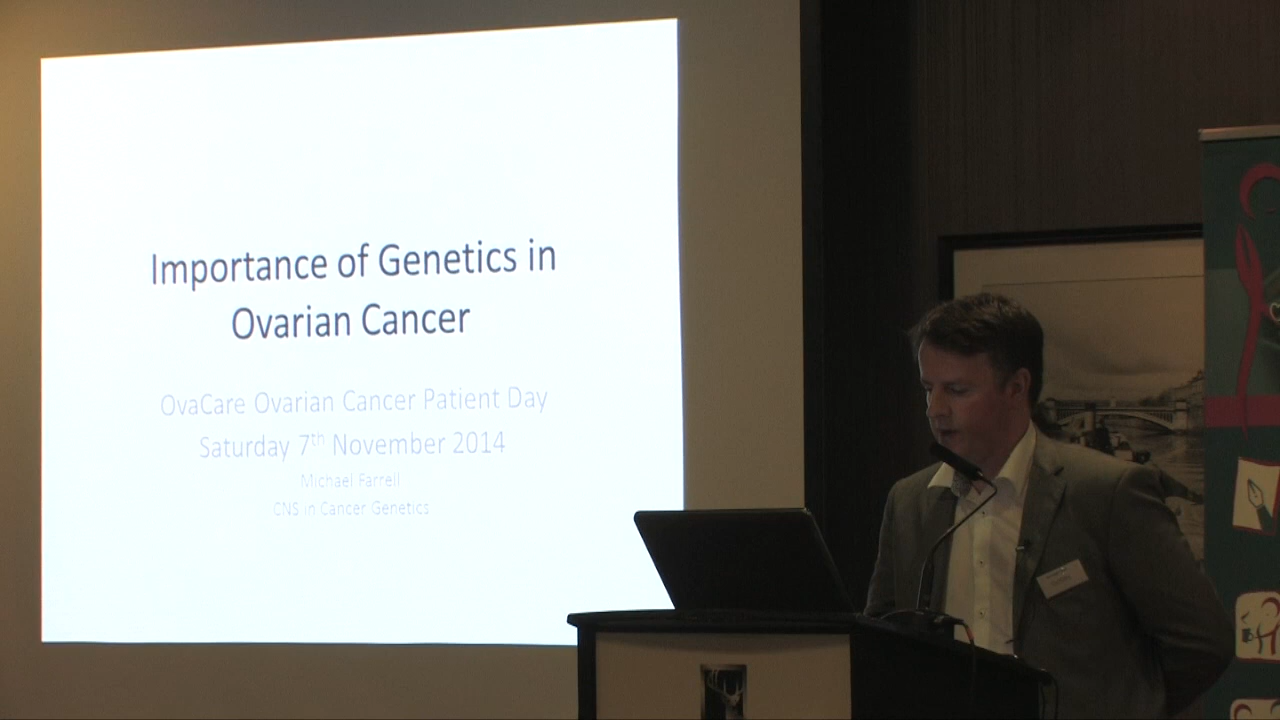 Importance of Genetics in
Ovarian Cancer
OvaCare Ovarian Cancer Patient Day
Saturday 7th November 2014
Michael Farrell
CNS in Cancer Genetics